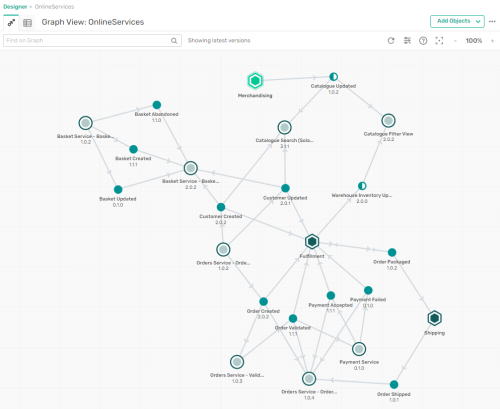 Designer > OnlineServices
Graph View: OnlineServices
Add Objects
Find on Graph
Showing latest versions
- 100% +
Merchandising
Catalogue Updated
1.0.2
Basket Abandoned
1.1.0
Basket Service - Baske..
1.0.2
Catalogue Search (Solo..
2.1.1
Catalogue Filter View
2.0.2
Basket Created
1.1.1
Basket Service - Baske..
2.0.2
Basket Updated
0.1.0
Customer Updated
2.0.1
Warehouse Inventory Up..
2.0.0
Customer Created
2.0.2
Orders Service - Orde..
1.0.2
Fulfilment
Order Packaged
1.0.2
Order Created
2.0.2
Payment Accepted
1.1.1
Payment Failed
0.1.0
Order Validated
1.1.1
Shipping
Orders Service - Valid..
1.0.3
Payment Service
0.1.0
Orders Service - Order..
1.0.4
Order Shipped
1.0.1